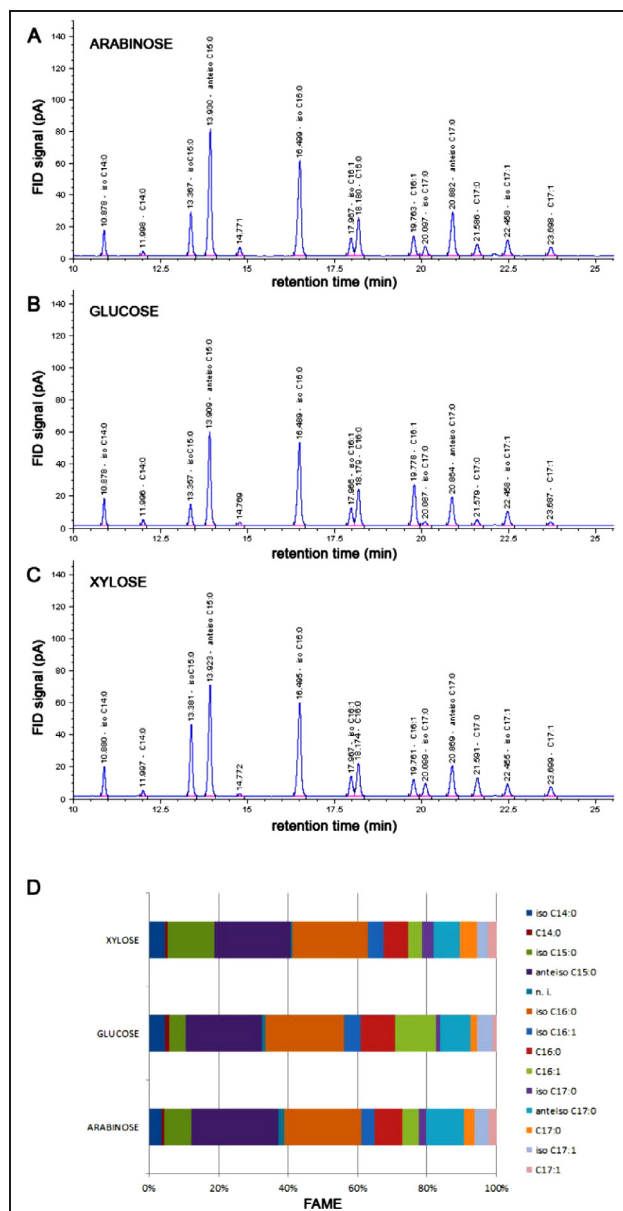 A
ARABINOSE
FID signal (pA)
140
120
100
80
60
40
20
0
10.878 - iso C14:0
11.998 - C14:0
13.367 - isoC15:0
13.930 - anteiso C15:0
14.771
16.499 - iso C16:0
17.967 - iso C16:1
18.180 - C16:0
19.763 - C16:1
20.097 - iso C17:0
20.882 - anteiso C17:0
21.586 - C17:0
22.458 - iso C17:1
23.698 - C17:1
10 12.5 15 17.5 20 22.5 25
retention time (min)
B
GLUCOSE
FID signal (pA)
140
120
100
80
60
40
20
0
10.878 - iso C14:0
11.996 - C14:0
13.357 - isoC15:0
13.909 - anteiso C15:0
14.769
16.489 - iso C16:0
17.966 - iso C16:1
18.179 - C16:0
19.778 - C16:1
20.087 - iso C17:0
20.854 - anteiso C17:0
21.579 - C17:0
22.458 - iso C17:1
23.687 - C17:1
10 12.5 15 17.5 20 22.5 25
retention time (min)
C
XYLOSE
FID signal (pA)
140
120
100
80
60
40
20
0
10.880 - iso C14:0
11.997 - C14:0
13.381 - isoC15:0
13.923 - anteiso C15:0
14.772
16.495 - iso C16:0
17.967 - iso C16:1
18.174 - C16:0
19.761 - C16:1
20.099 - iso C17:0
20.869 - anteiso C17:0
21.591 - C17:0
22.455 - iso C17:1
23.699 - C17:1
10 12.5 15 17.5 20 22.5 25
retention time (min)
D
XYLOSE
GLUCOSE
ARABINOSE
0% 20% 40% 60% 80% 100%
FAME
iso C14:0
C14:0
iso C15:0
anteiso C15:0
n. i.
iso C16:0
iso C16:1
C16:0
C16:1
iso C17:0
anteiso C17:0
C17:0
iso C17:1
C17:1